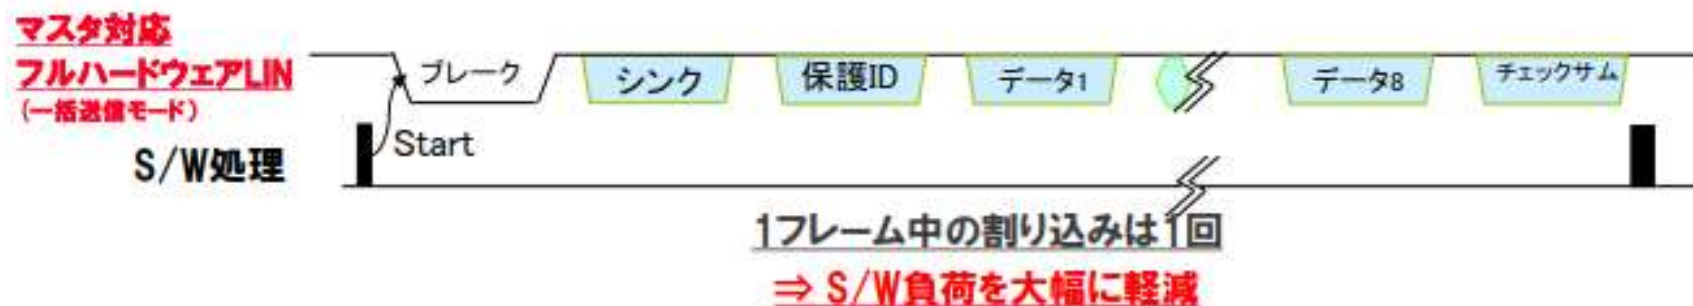 マスタ対応
フルハードウェアLIN
(一括送信モード)
ブレーク
シンク
保護ID
データ1
データ8
チェックサム
Start
S/W処理
1フレーム中の割り込みは1回
⇒ S/W負荷を大幅に軽減